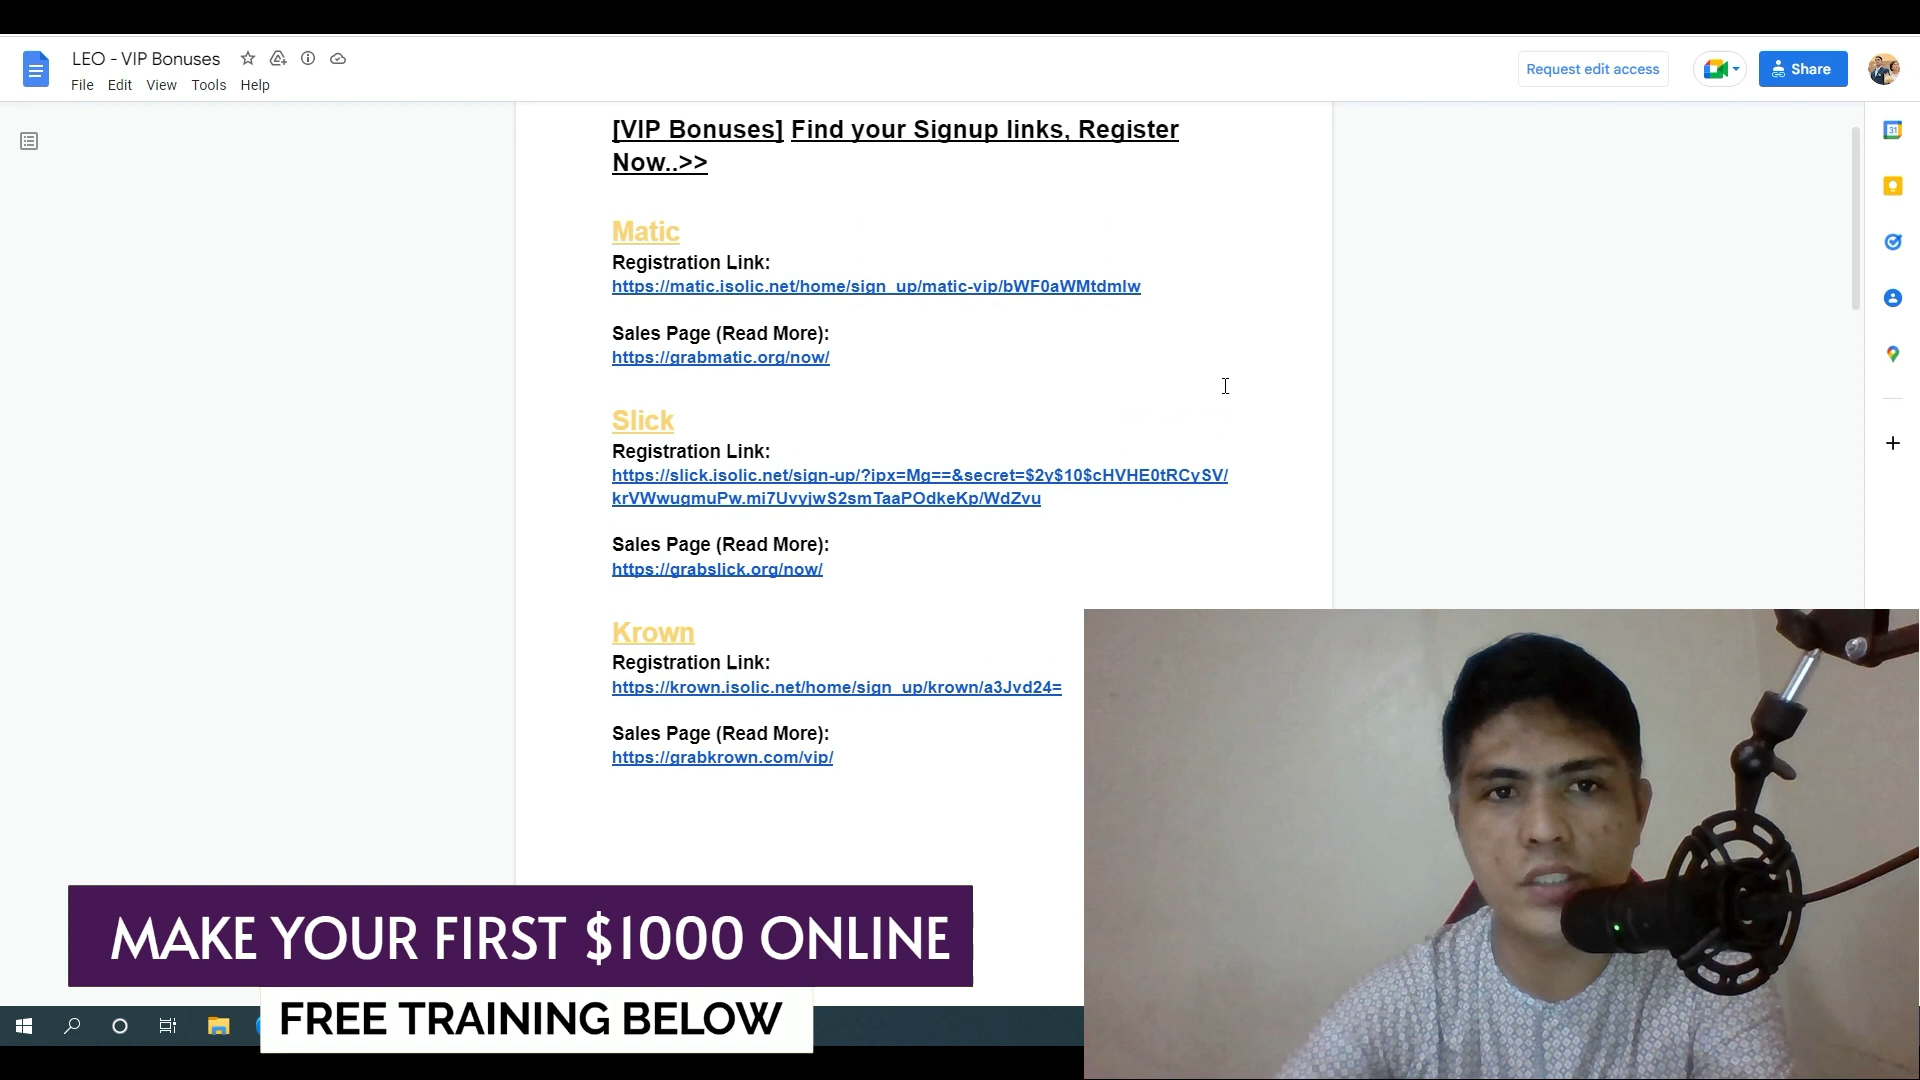 LEO - VIP Bonuses
File Edit View Tools Help
Request edit access
Share
31
[VIP Bonuses] Find your Signup links, Register
Now..>>
Matic
Registration Link:
https://matic.isolic.net/home/sign_up/matic-vip/bWF0aWMtdmlw
Sales Page (Read More):
https://grabmatic.org/now/
Slick
Registration Link:
https://slick.isolic.net/sign-up/?ipx=Mg==&secret=$2y$10$cHVHE0tRCySV/
krVWwugmuPw.mi7UvyjwS2smTaaPOdkeKp/WdZvu
Sales Page (Read More):
https://grabslick.org/now/
Krown
Registration Link:
https://krown.isolic.net/home/sign_up/krown/a3Jvd24=
Sales Page (Read More):
https://grabkrown.com/vip/
MAKE YOUR FIRST $1000 ONLINE
FREE TRAINING BELOW